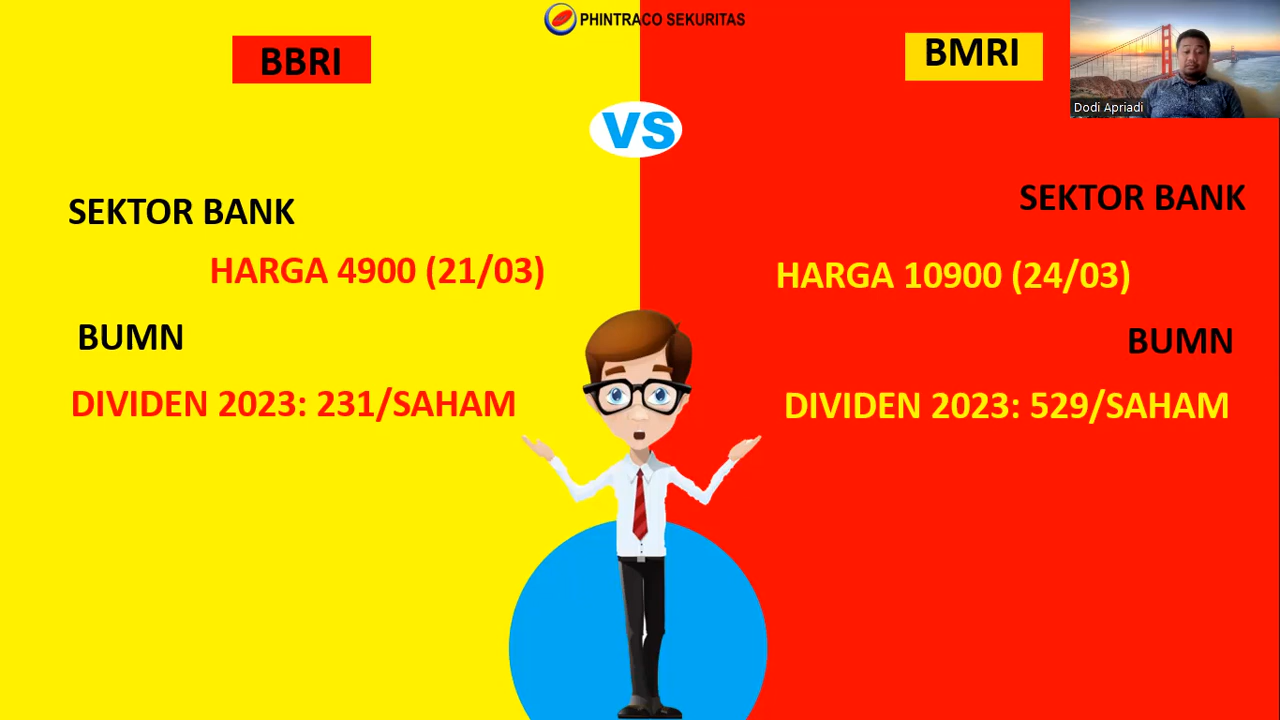 PHINTRACO SEKURITAS
BBRI
BMRI
Dodi Apriadi
VS
SEKTOR BANK
HARGA 4900 (21/03)
BUMN
DIVIDEN 2023: 231/SAHAM
SEKTOR BANK
HARGA 10900 (24/03)
BUMN
DIVIDEN 2023: 529/SAHAM